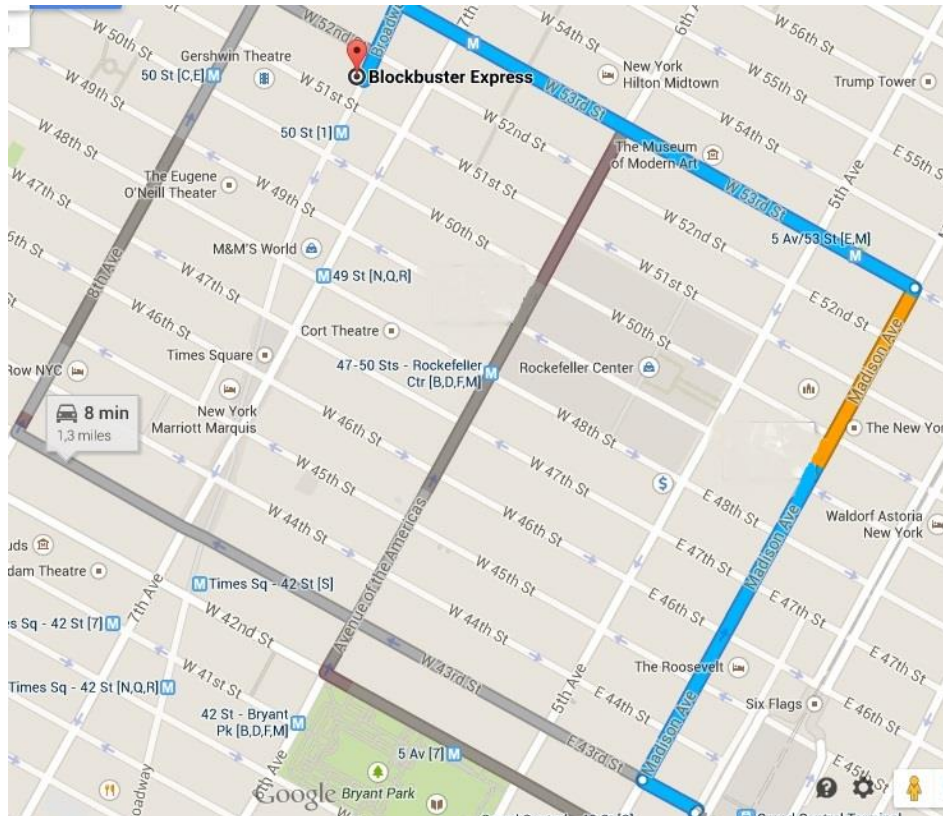 W 50th St
Gershwin Theatre
50 St [C,E]
W 52nd
Broadw
7th
W 54th St
6th Ave
W 56th St
New York
Hilton Midtown
W 55th St
Trump Tower
Blockbuster Express
W 49th St
W 51st St
W 53rd St
W 54th St
E 55th St
50 St [1]
W 52nd St
The Museum
of Modern Art
W 48th St
The Eugene
O'Neill Theater
W 49th St
W 51st St
W 53rd St
5th Ave
W 47th St
W 50th St
W 52nd St
5 Av/53 St [E,M]
6th St
M&M'S World
W 51st St
8th Ave
W 47th St
49 St [N,Q,R]
E 52nd St
W 46th St
Cort Theatre
W 50th St
Madison Ave
Row NYC
Times Square
47-50 Sts - Rockefeller
Ctr [B,D,F,M]
Rockefeller Center
8 min
1,3 miles
New York
Marriott Marquis
W 46th St
W 48th St
The New Yor
W 45th St
W 47th St
E 48th St
W 44th St
W 46th St
Waldorf Astoria
New York
uds
Avenue of the Americas
Madison Ave
E 47th St
dam Theatre
7th Ave
Times Sq - 42 St [S]
W 45th St
E 46th St
E 47th St
es Sq - 42 St [7]
W 42nd St
W 44th St
W 43rd St
The Roosevelt
E 47th St
Times Sq - 42 St [N,Q,R]
W 41st St
5th Ave
E 44th St
Madison Ave
Six Flags
E 46th St
42 St - Bryant
Pk [B,D,F,M]
E 43rd St
5 Av [7]
E 45th St
oadway
6th Ave
Google
Bryant Park